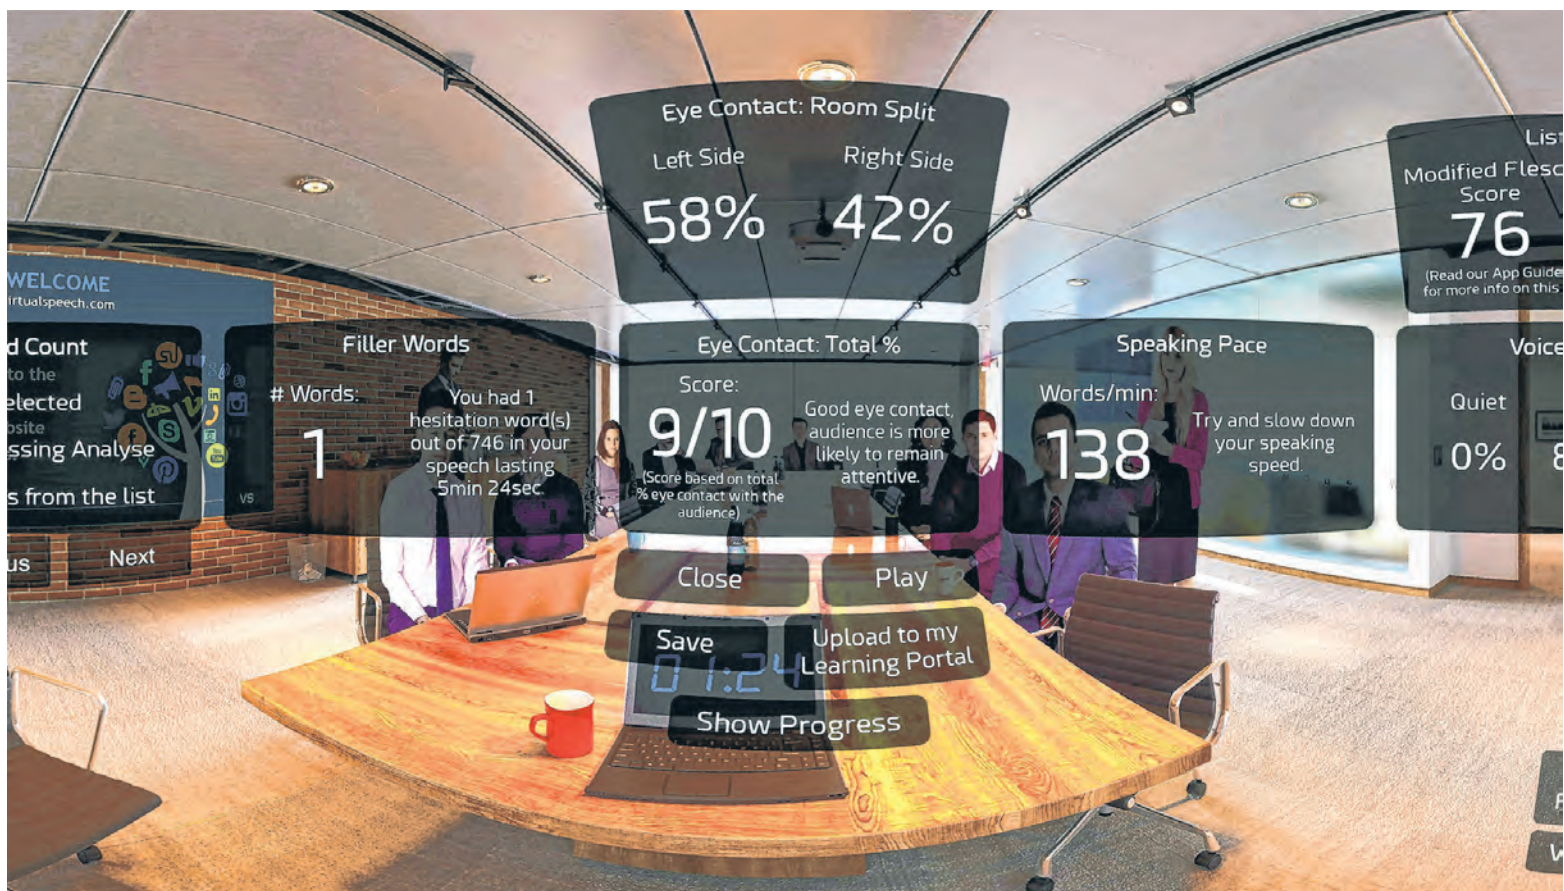 Eye Contact: Room Split
Left Side
Right Side
58%
42%
List
Modified Flesc
Score
76
(Read our App Guide
for more info on this
WELCOME
irtualspeech.com
d Count
to the
elected
osite
ssing Analyse
s from the list
us
Next
Filler Words
# Words:
1
You had 1
hesitation word(s)
out of 746 in your
speech lasting
5min 24sec.
vs
Eye Contact: Total %
Score:
9/10
(Score based on total
% eye contact with the
audience)
Good eye contact,
audience is more
likely to remain
attentive.
Speaking Pace
Words/min:
138
Try and slow down
your speaking
speed.
Voice
Quiet
0%
8
Close
Play
Save
Upload to my
Learning Portal
01:24
Show Progress